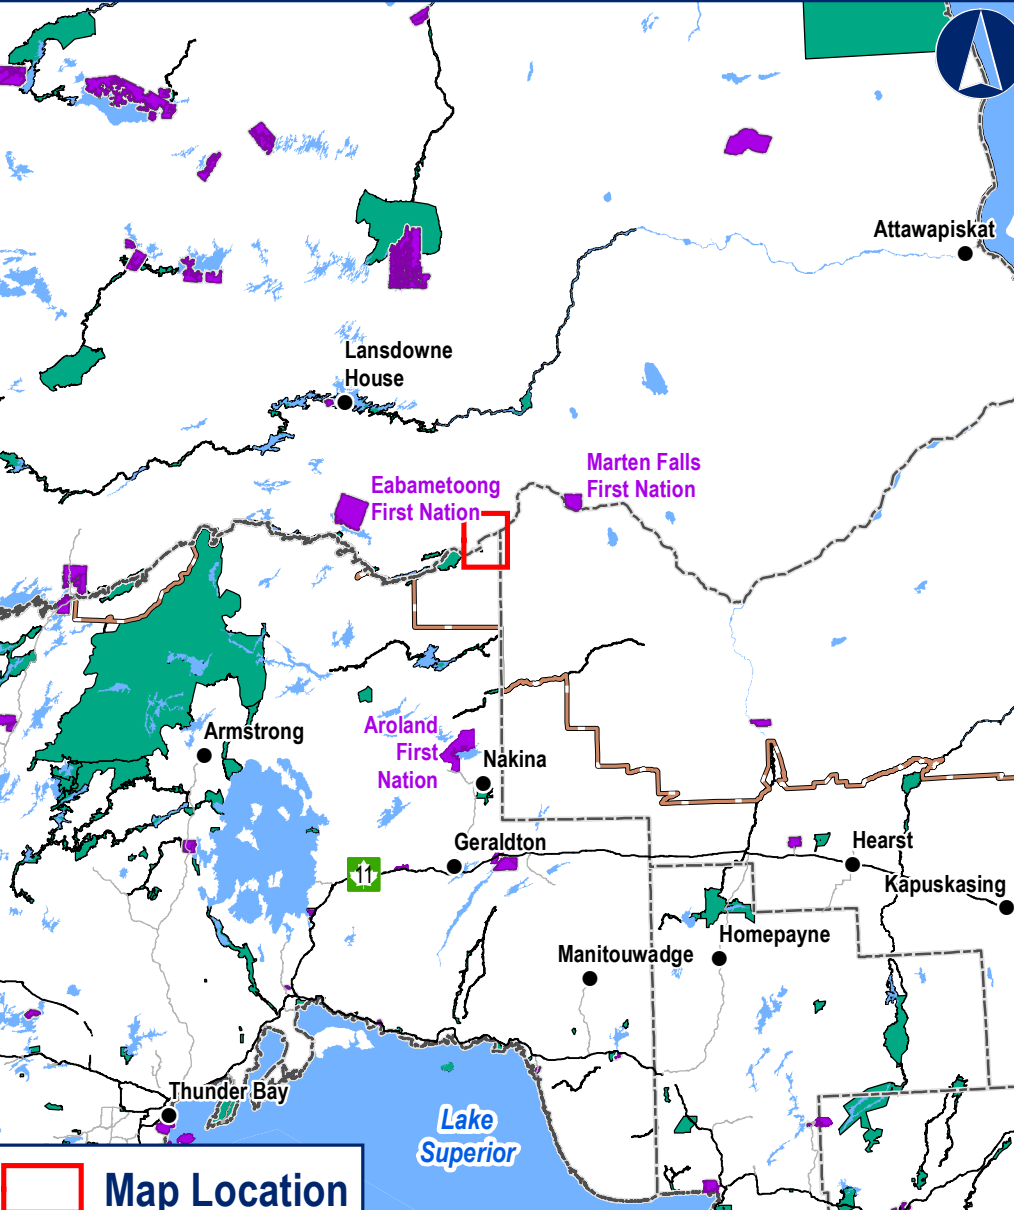 Attawapiskat
Lansdowne
House
Marten Falls
First Nation
Eabametoong
First Nation
Armstrong
Aroland
First
Nation
Nakina
Geraldton
11
Hearst
Kapuskasing
Homepayne
Manitouwadge
Thunder Bay
Lake
Superior
Map Location